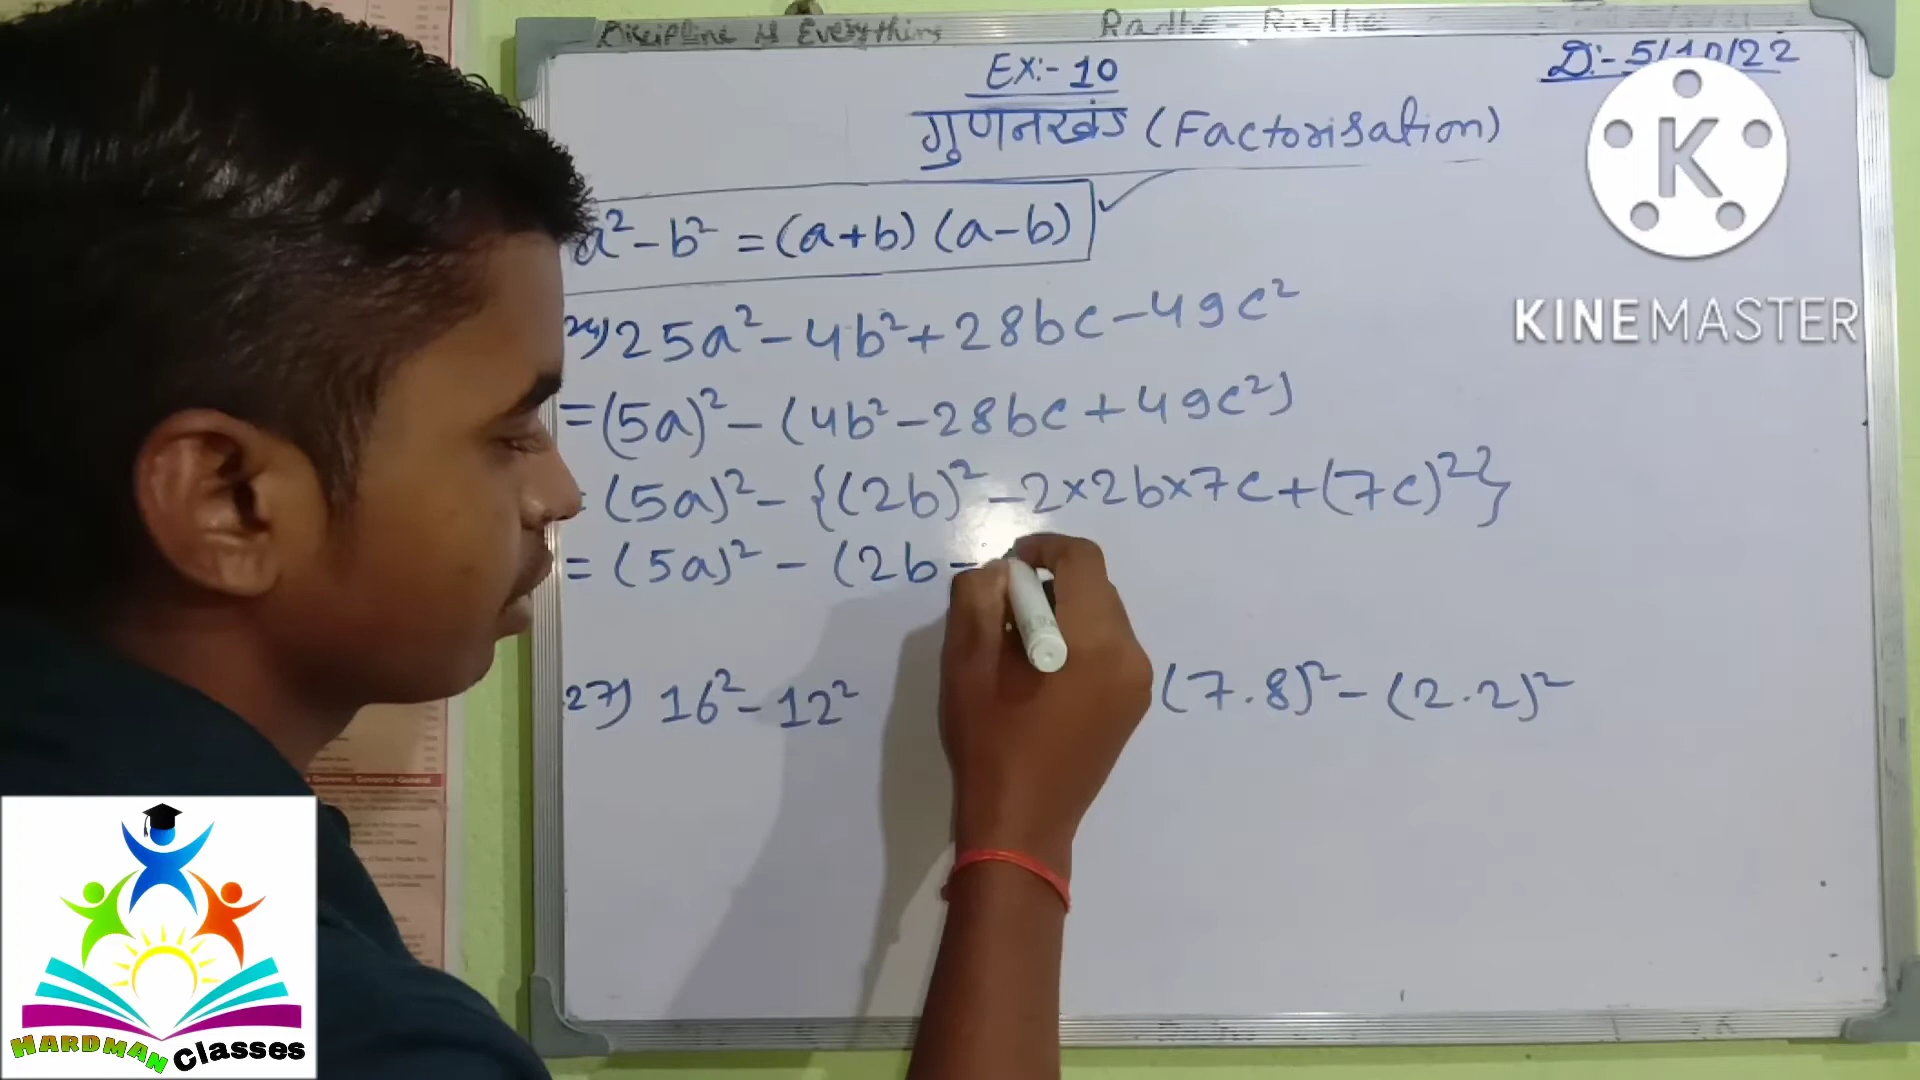 Discipline is Everything
Radhe - Radhe
EX:- 10
D:- 5/10/22
गुणनखंड (Factorisation)
a² - b² = (a+b) (a-b)
24) 25a² - 4b² + 28bc - 49c²
= (5a)² - (4b² - 28bc + 49c²)
= (5a)² - {(2b)² - 2×2b×7c + (7c)²}
= (5a)² - (2b -
27) 16² - 12²
(7.8)² - (2.2)²
K
KINEMASTER
HARDMAN Classes